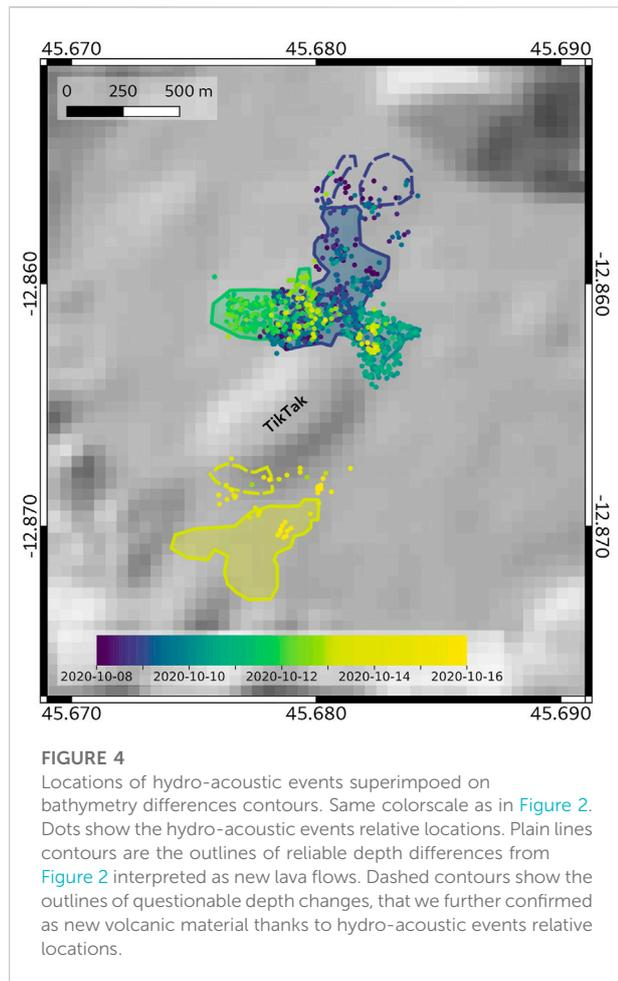 45.670 45.680 45.690
0 250 500 m
-12.860 -12.860
TikTak
-12.870 -12.870
2020-10-08 2020-10-10 2020-10-12 2020-10-14 2020-10-16
45.670 45.680 45.690
FIGURE 4
Locations of hydro-acoustic events superimpoed on
bathymetry differences contours. Same colorscale as in Figure 2.
Dots show the hydro-acoustic events relative locations. Plain lines
contours are the outlines of reliable depth differences from
Figure 2 interpreted as new lava flows. Dashed contours show the
outlines of questionable depth changes, that we further confirmed
as new volcanic material thanks to hydro-acoustic events relative
locations.